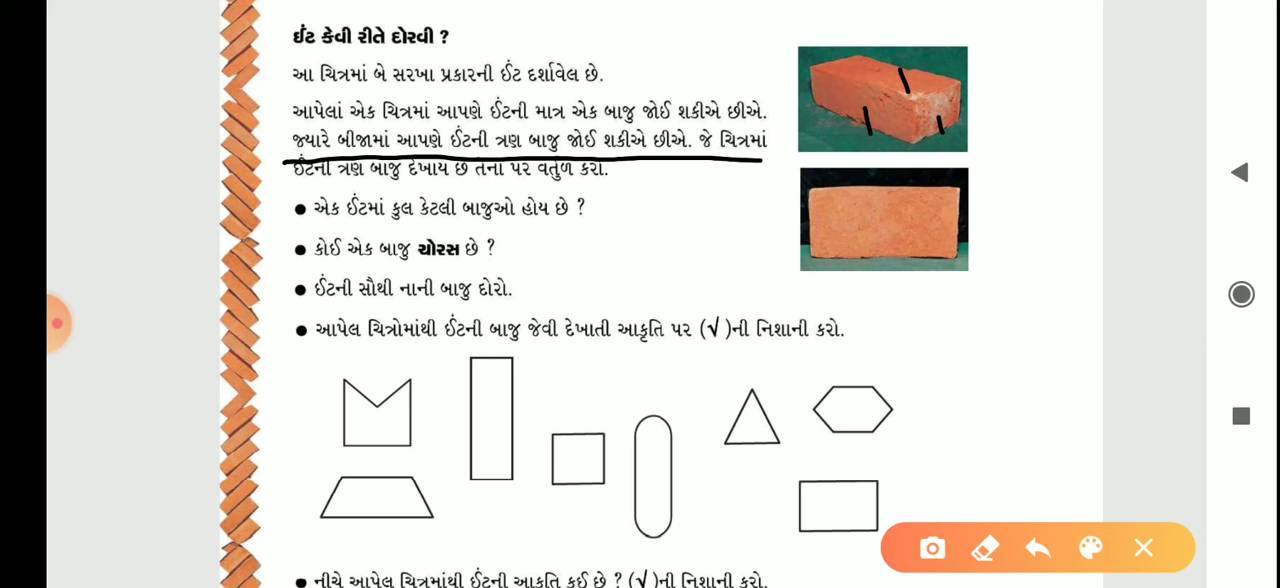 ઈંટ કેવી રીતે દોરવી ?
આ ચિત્રમાં બે સરખા પ્રકારની ઈંટ દર્શાવેલ છે.
આપેલાં એક ચિત્રમાં આપણે ઈંટની માત્ર એક બાજુ જોઈ શકીએ છીએ.
જ્યારે બીજામાં આપણે ઈંટની ત્રણ બાજુ જોઈ શકીએ છીએ. જે ચિત્રમાં
ઈંટની ત્રણ બાજુ દેખાય છે તેના પર વર્તુળ કરો.
● એક ઈંટમાં કુલ કેટલી બાજુઓ હોય છે ?
● કોઈ એક બાજુ ચોરસ છે ?
● ઈંટની સૌથી નાની બાજુ દોરો.
● આપેલ ચિત્રોમાંથી ઈંટની બાજુ જેવી દેખાતી આકૃતિ પર (√ )ની નિશાની કરો.
● નીચે આપેલ ચિત્રમાંથી ઈંટની આકૃતિ કઈ છે ? (√ )ની નિશાની કરો.